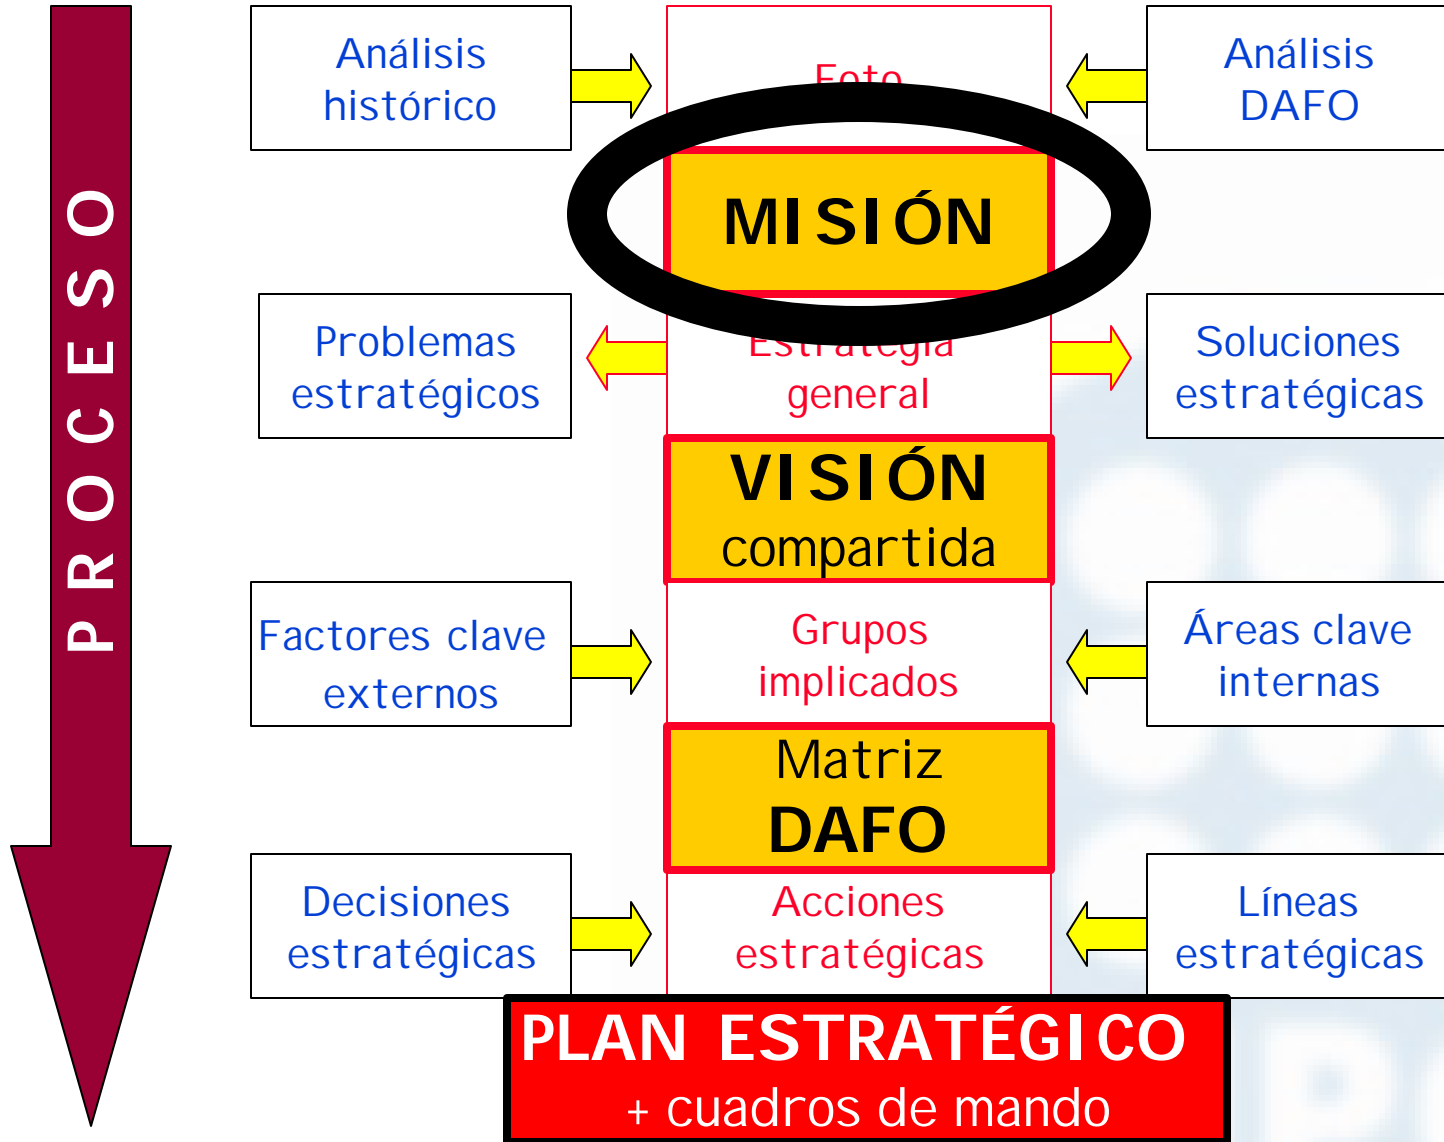 PROCESO
Análisis
histórico
Foto
Análisis
DAFO
MISIÓN
Problemas
estratégicos
Estrategia
general
Soluciones
estratégicas
VISIÓN
compartida
Factores clave
externos
Grupos
implicados
Áreas clave
internas
Matriz
DAFO
Decisiones
estratégicas
Acciones
estratégicas
Líneas
estratégicas
PLAN ESTRATÉGICO
+ cuadros de mando